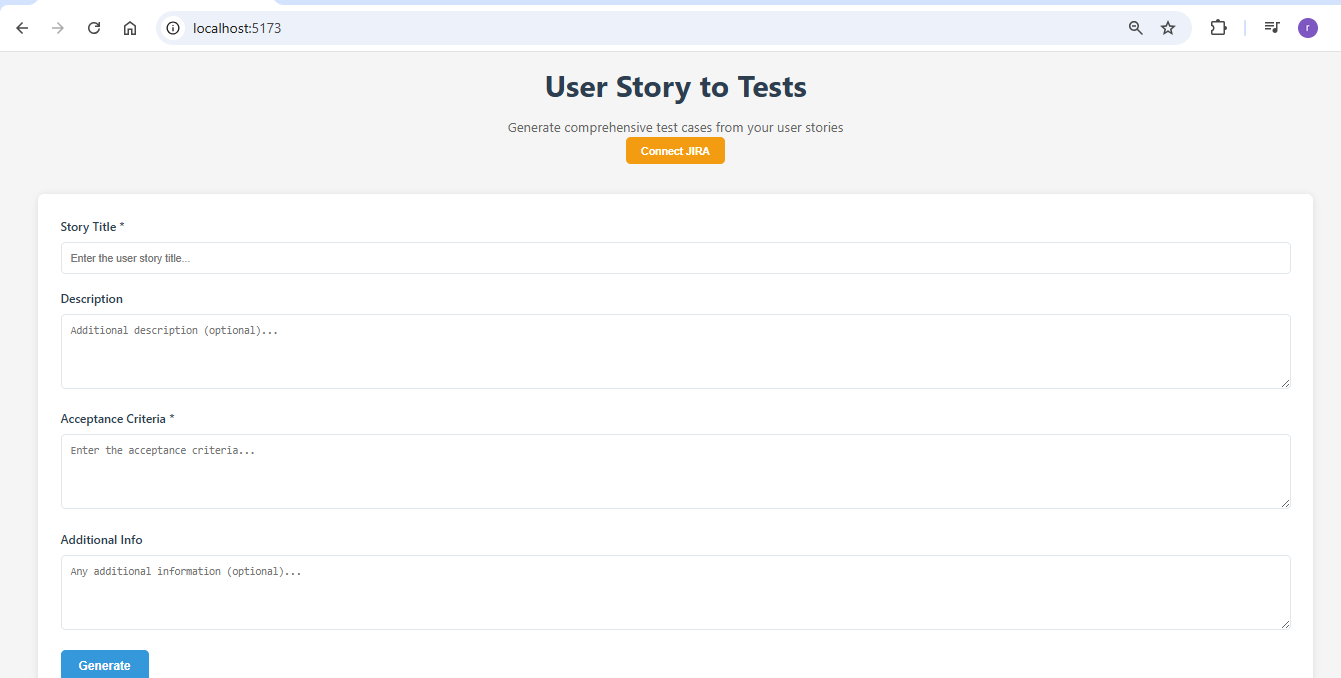 localhost:5173
r
User Story to Tests
Generate comprehensive test cases from your user stories
Connect JIRA
Story Title *
Enter the user story title...
Description
Additional description (optional)...
Acceptance Criteria *
Enter the acceptance criteria...
Additional Info
Any additional information (optional)...
Generate